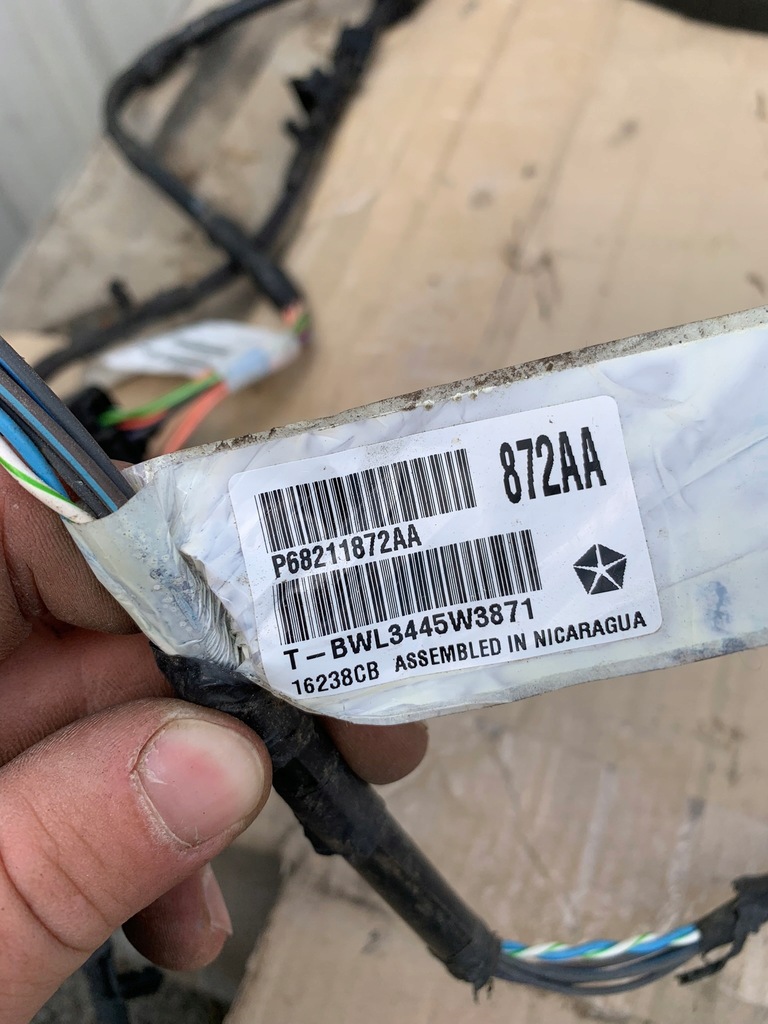 872AA
P68211872AA
T-BWL3445W3871
16238CB ASSEMBLED IN NICARAGUA